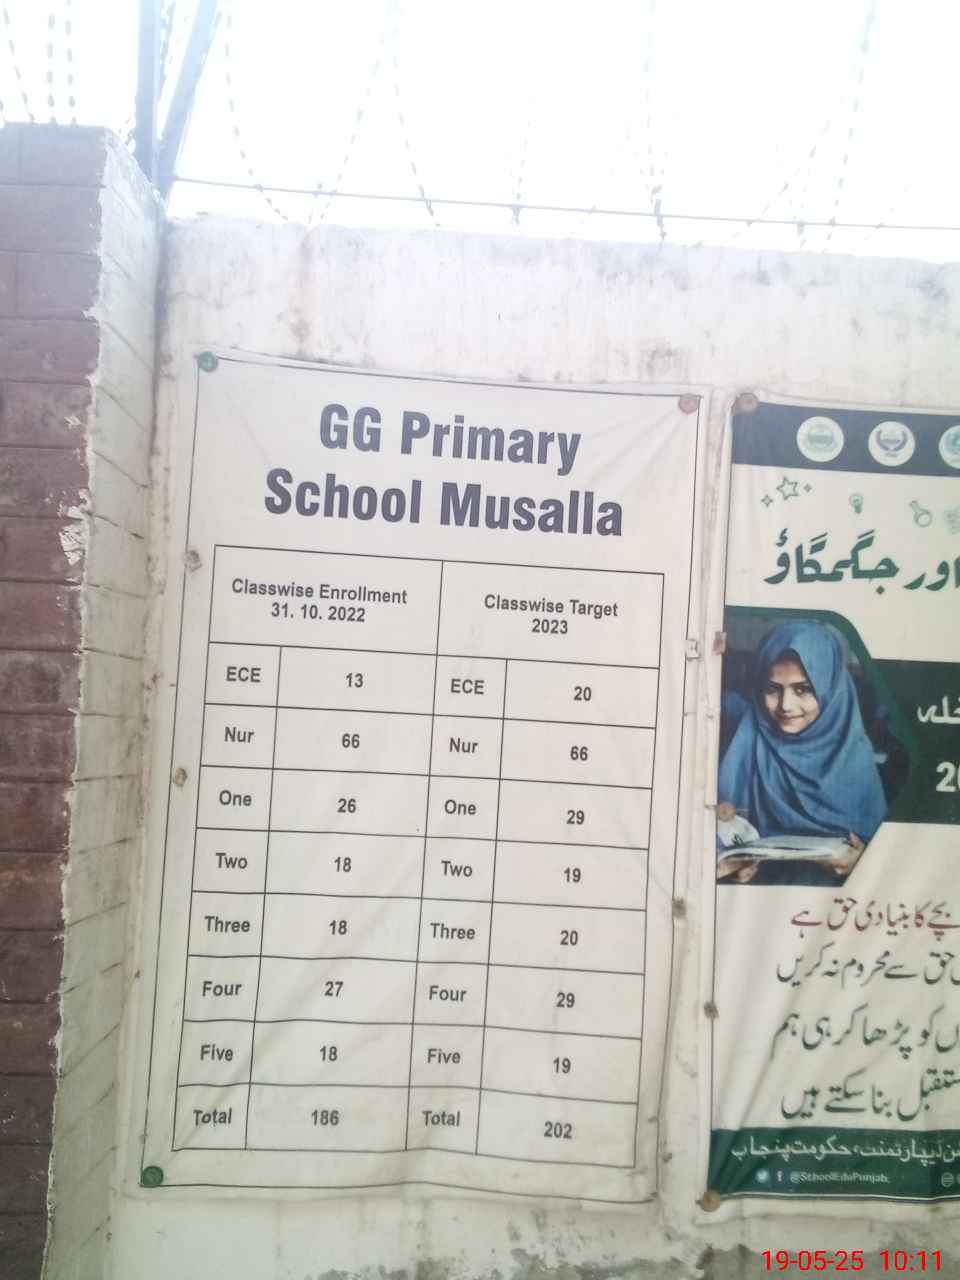 GG Primary
School Musalla
Classwise Enrollment
31. 10. 2022
Classwise Target
2023
ECE 13 ECE 20
Nur 66 Nur 66
One 26 One 29
Two 18 Two 19
Three 18 Three 20
Four 27 Four 29
Five 18 Five 19
Total 186 Total 202
اور جگمگاؤ
بچے کا بنیادی حق ہے
حق سے محروم نہ کریں
کو پڑھا کر ہی ہم
بنا سکتے ہیں
ڈیپارٹمنٹ، حکومت پنجاب
@SchoolEduPunjab
19-05-25 10:11